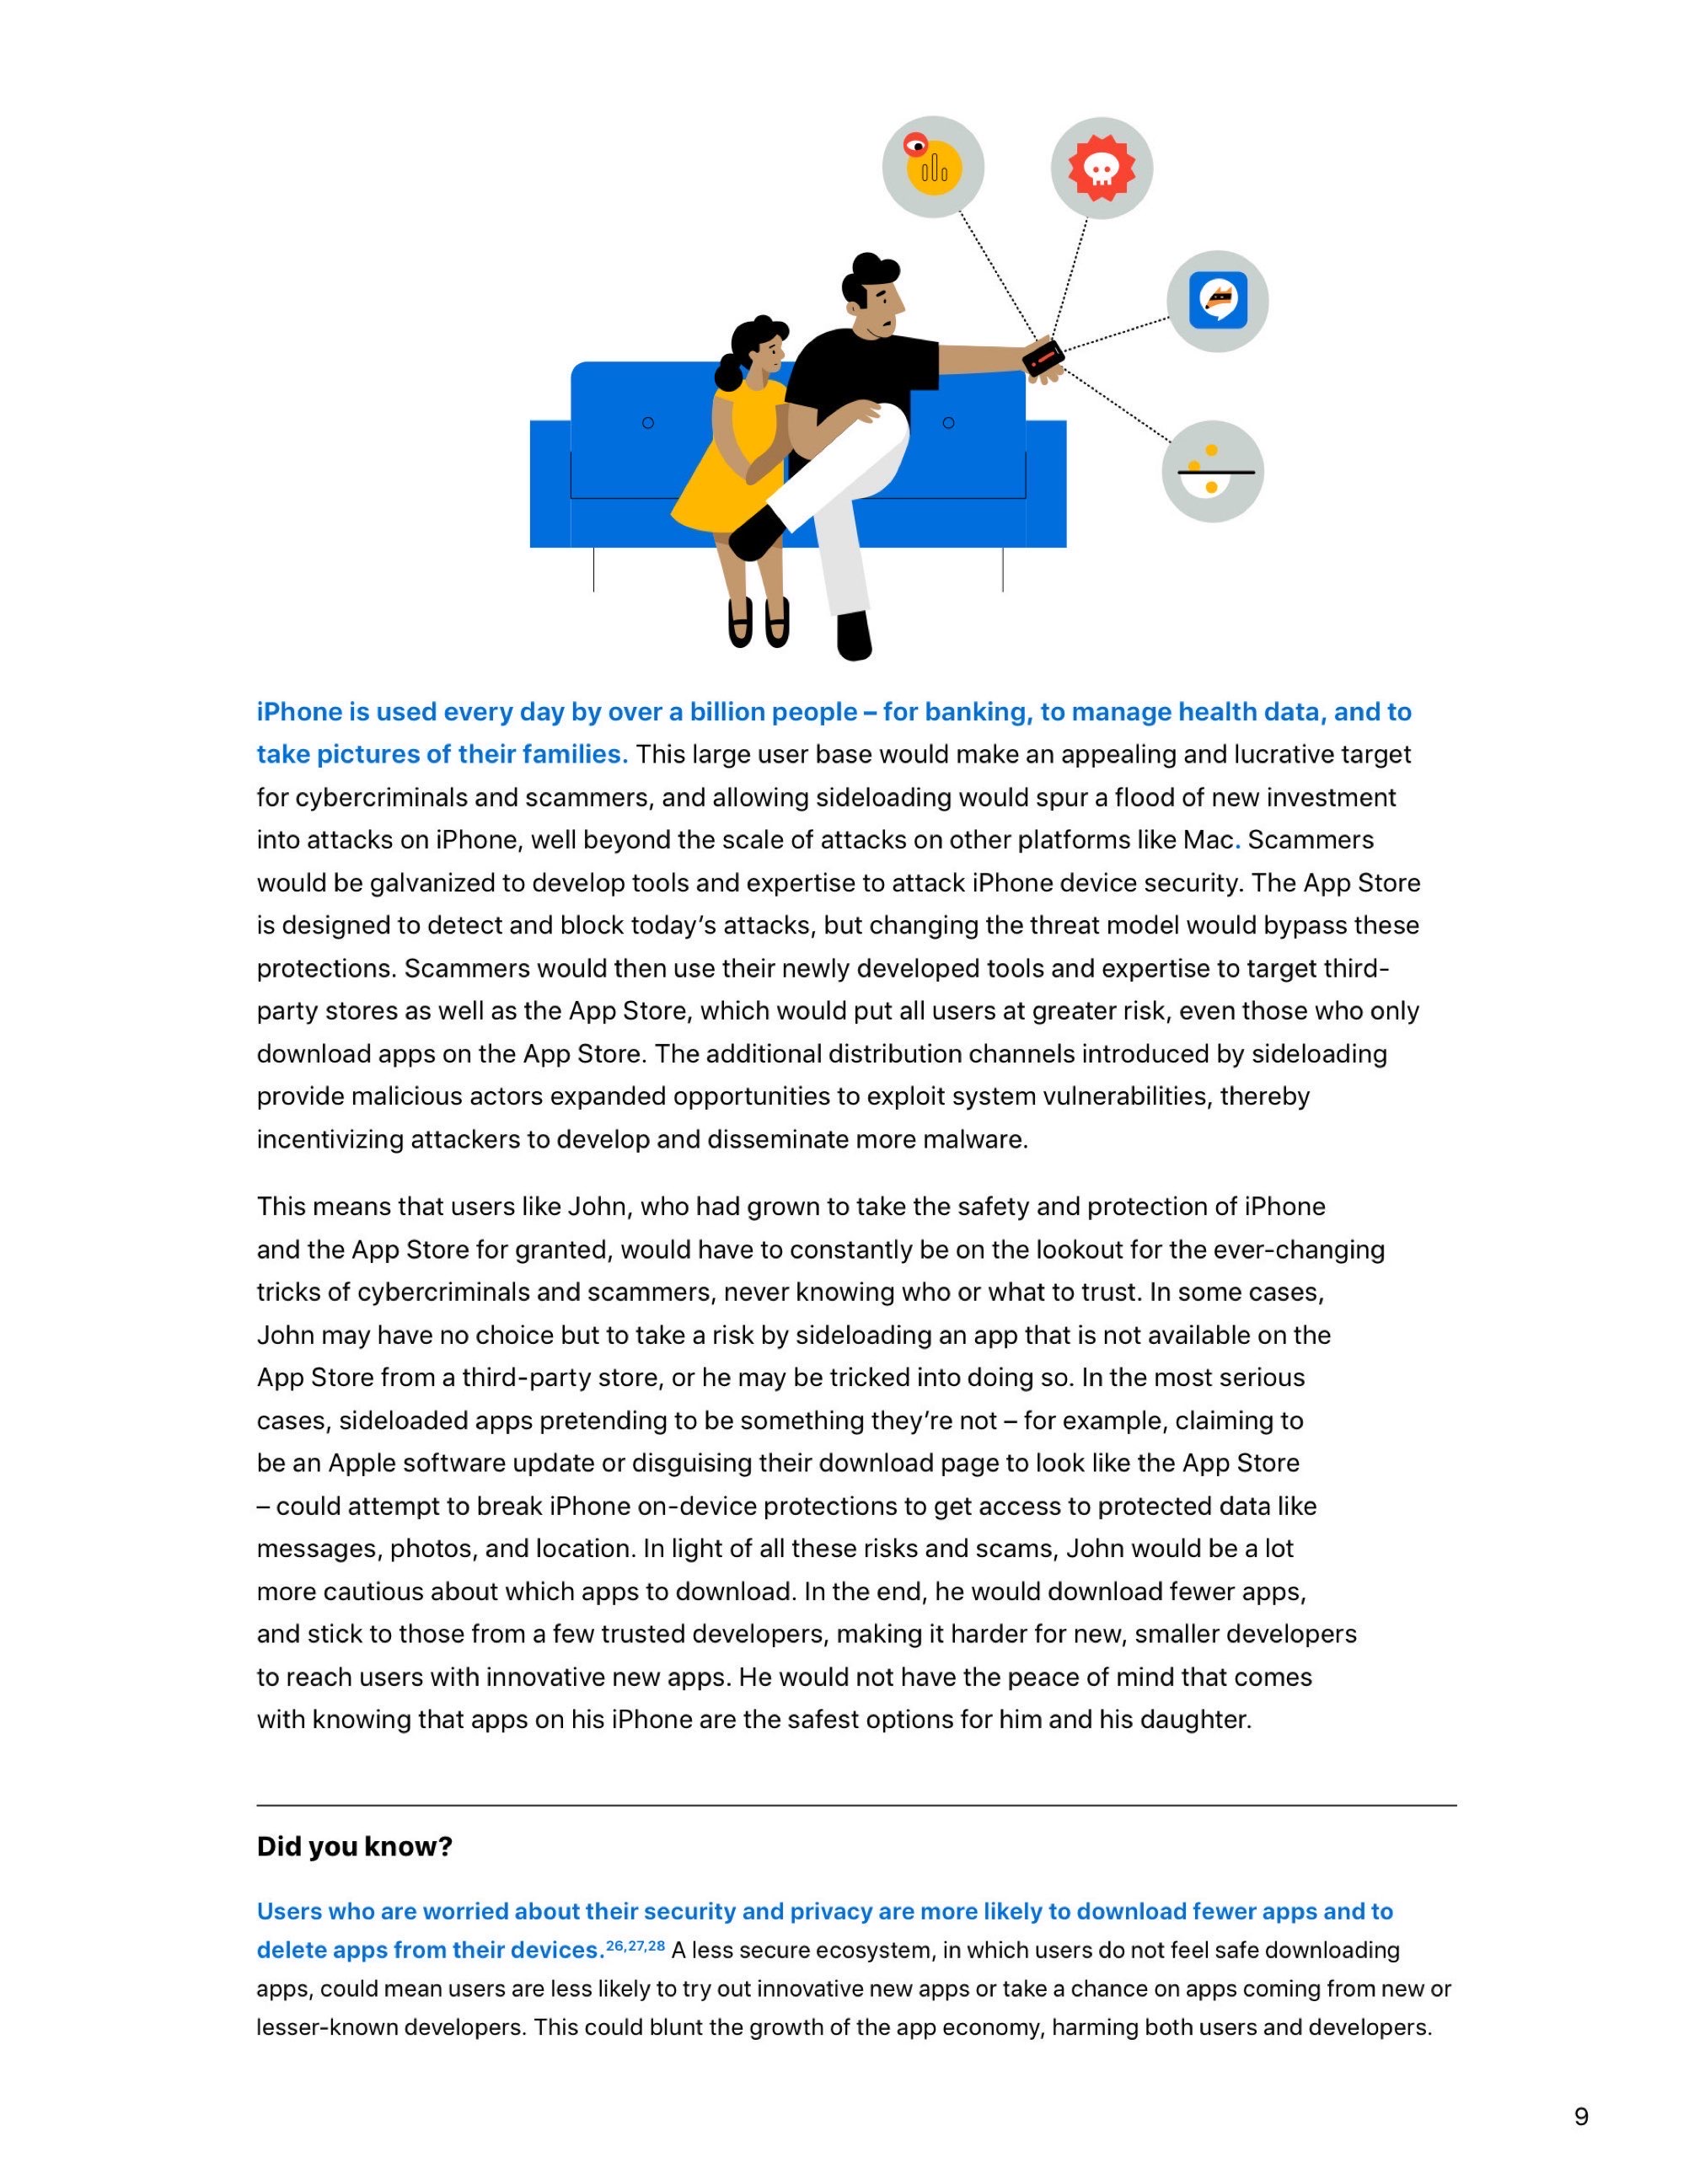 iPhone is used every day by over a billion people – for banking, to manage health data, and to
take pictures of their families. This large user base would make an appealing and lucrative target
for cybercriminals and scammers, and allowing sideloading would spur a flood of new investment
into attacks on iPhone, well beyond the scale of attacks on other platforms like Mac. Scammers
would be galvanized to develop tools and expertise to attack iPhone device security. The App Store
is designed to detect and block today’s attacks, but changing the threat model would bypass these
protections. Scammers would then use their newly developed tools and expertise to target third-
party stores as well as the App Store, which would put all users at greater risk, even those who only
download apps on the App Store. The additional distribution channels introduced by sideloading
provide malicious actors expanded opportunities to exploit system vulnerabilities, thereby
incentivizing attackers to develop and disseminate more malware.
This means that users like John, who had grown to take the safety and protection of iPhone
and the App Store for granted, would have to constantly be on the lookout for the ever-changing
tricks of cybercriminals and scammers, never knowing who or what to trust. In some cases,
John may have no choice but to take a risk by sideloading an app that is not available on the
App Store from a third-party store, or he may be tricked into doing so. In the most serious
cases, sideloaded apps pretending to be something they’re not – for example, claiming to
be an Apple software update or disguising their download page to look like the App Store
– could attempt to break iPhone on-device protections to get access to protected data like
messages, photos, and location. In light of all these risks and scams, John would be a lot
more cautious about which apps to download. In the end, he would download fewer apps,
and stick to those from a few trusted developers, making it harder for new, smaller developers
to reach users with innovative new apps. He would not have the peace of mind that comes
with knowing that apps on his iPhone are the safest options for him and his daughter.
Did you know?
Users who are worried about their security and privacy are more likely to download fewer apps and to
delete apps from their devices.26,27,28 A less secure ecosystem, in which users do not feel safe downloading
apps, could mean users are less likely to try out innovative new apps or take a chance on apps coming from new or
lesser-known developers. This could blunt the growth of the app economy, harming both users and developers.
9